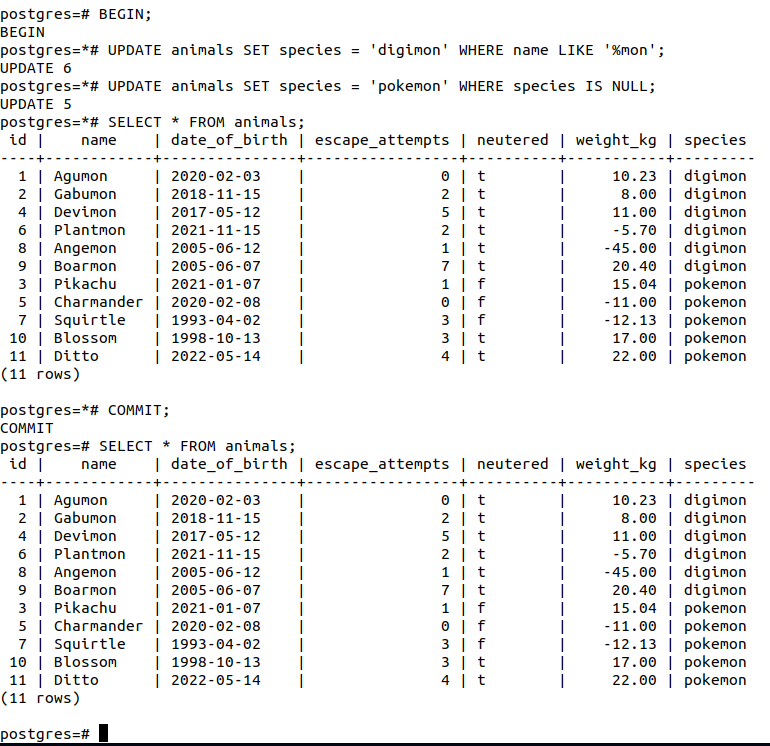 postgres=# BEGIN;
BEGIN
postgres=*# UPDATE animals SET species = 'digimon' WHERE name LIKE '%mon';
UPDATE 6
postgres=*# UPDATE animals SET species = 'pokemon' WHERE species IS NULL;
UPDATE 5
postgres=*# SELECT * FROM animals;
 id |    name    | date_of_birth | escape_attempts | neutered | weight_kg | species
----+------------+---------------+-----------------+----------+-----------+---------
  1 | Agumon     | 2020-02-03    |               0 | t        |     10.23 | digimon
  2 | Gabumon    | 2018-11-15    |               2 | t        |      8.00 | digimon
  4 | Devimon    | 2017-05-12    |               5 | t        |     11.00 | digimon
  6 | Plantmon   | 2021-11-15    |               2 | t        |     -5.70 | digimon
  8 | Angemon    | 2005-06-12    |               1 | t        |    -45.00 | digimon
  9 | Boarmon    | 2005-06-07    |               7 | t        |     20.40 | digimon
  3 | Pikachu    | 2021-01-07    |               1 | f        |     15.04 | pokemon
  5 | Charmander | 2020-02-08    |               0 | f        |    -11.00 | pokemon
  7 | Squirtle   | 1993-04-02    |               3 | f        |    -12.13 | pokemon
 10 | Blossom    | 1998-10-13    |               3 | t        |     17.00 | pokemon
 11 | Ditto      | 2022-05-14    |               4 | t        |     22.00 | pokemon
(11 rows)

postgres=*# COMMIT;
COMMIT
postgres=# SELECT * FROM animals;
 id |    name    | date_of_birth | escape_attempts | neutered | weight_kg | species
----+------------+---------------+-----------------+----------+-----------+---------
  1 | Agumon     | 2020-02-03    |               0 | t        |     10.23 | digimon
  2 | Gabumon    | 2018-11-15    |               2 | t        |      8.00 | digimon
  4 | Devimon    | 2017-05-12    |               5 | t        |     11.00 | digimon
  6 | Plantmon   | 2021-11-15    |               2 | t        |     -5.70 | digimon
  8 | Angemon    | 2005-06-12    |               1 | t        |    -45.00 | digimon
  9 | Boarmon    | 2005-06-07    |               7 | t        |     20.40 | digimon
  3 | Pikachu    | 2021-01-07    |               1 | f        |     15.04 | pokemon
  5 | Charmander | 2020-02-08    |               0 | f        |    -11.00 | pokemon
  7 | Squirtle   | 1993-04-02    |               3 | f        |    -12.13 | pokemon
 10 | Blossom    | 1998-10-13    |               3 | t        |     17.00 | pokemon
 11 | Ditto      | 2022-05-14    |               4 | t        |     22.00 | pokemon
(11 rows)

postgres=#